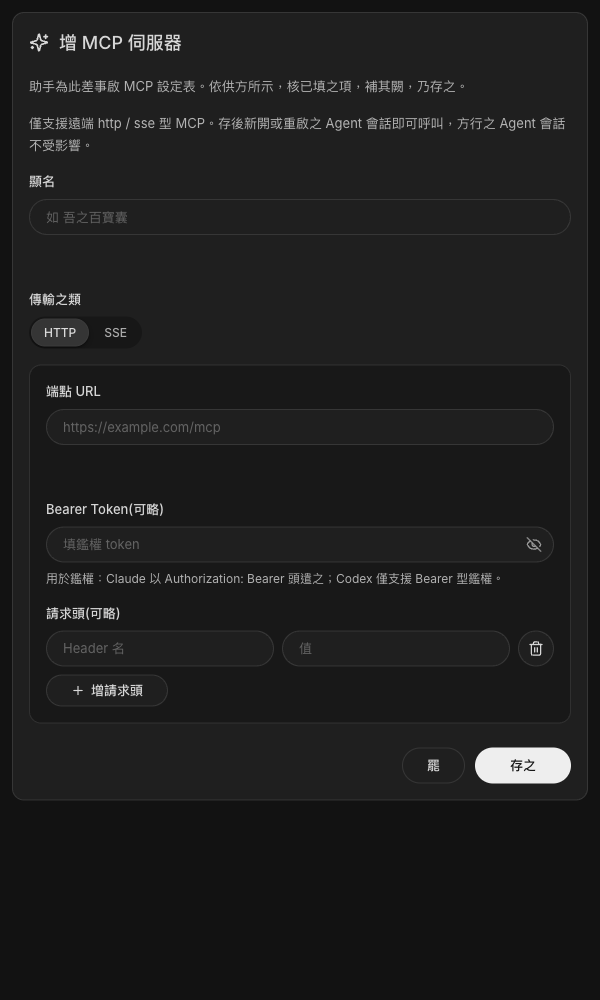 增 MCP 伺服器
助手為此差事啟 MCP 設定表。依供方所示，核已填之項，補其闕，乃存之。
僅支援遠端 http / sse 型 MCP。存後新開或重啟之 Agent 會話即可呼叫，方行之 Agent 會話
不受影響。
顯名
如 吾之百寶囊
傳輸之類
HTTP SSE
端點 URL
https://example.com/mcp
Bearer Token(可略)
填鑑權 token
用於鑑權：Claude 以 Authorization: Bearer 頭遣之；Codex 僅支援 Bearer 型鑑權。
請求頭(可略)
Header 名 值
增請求頭
罷 存之